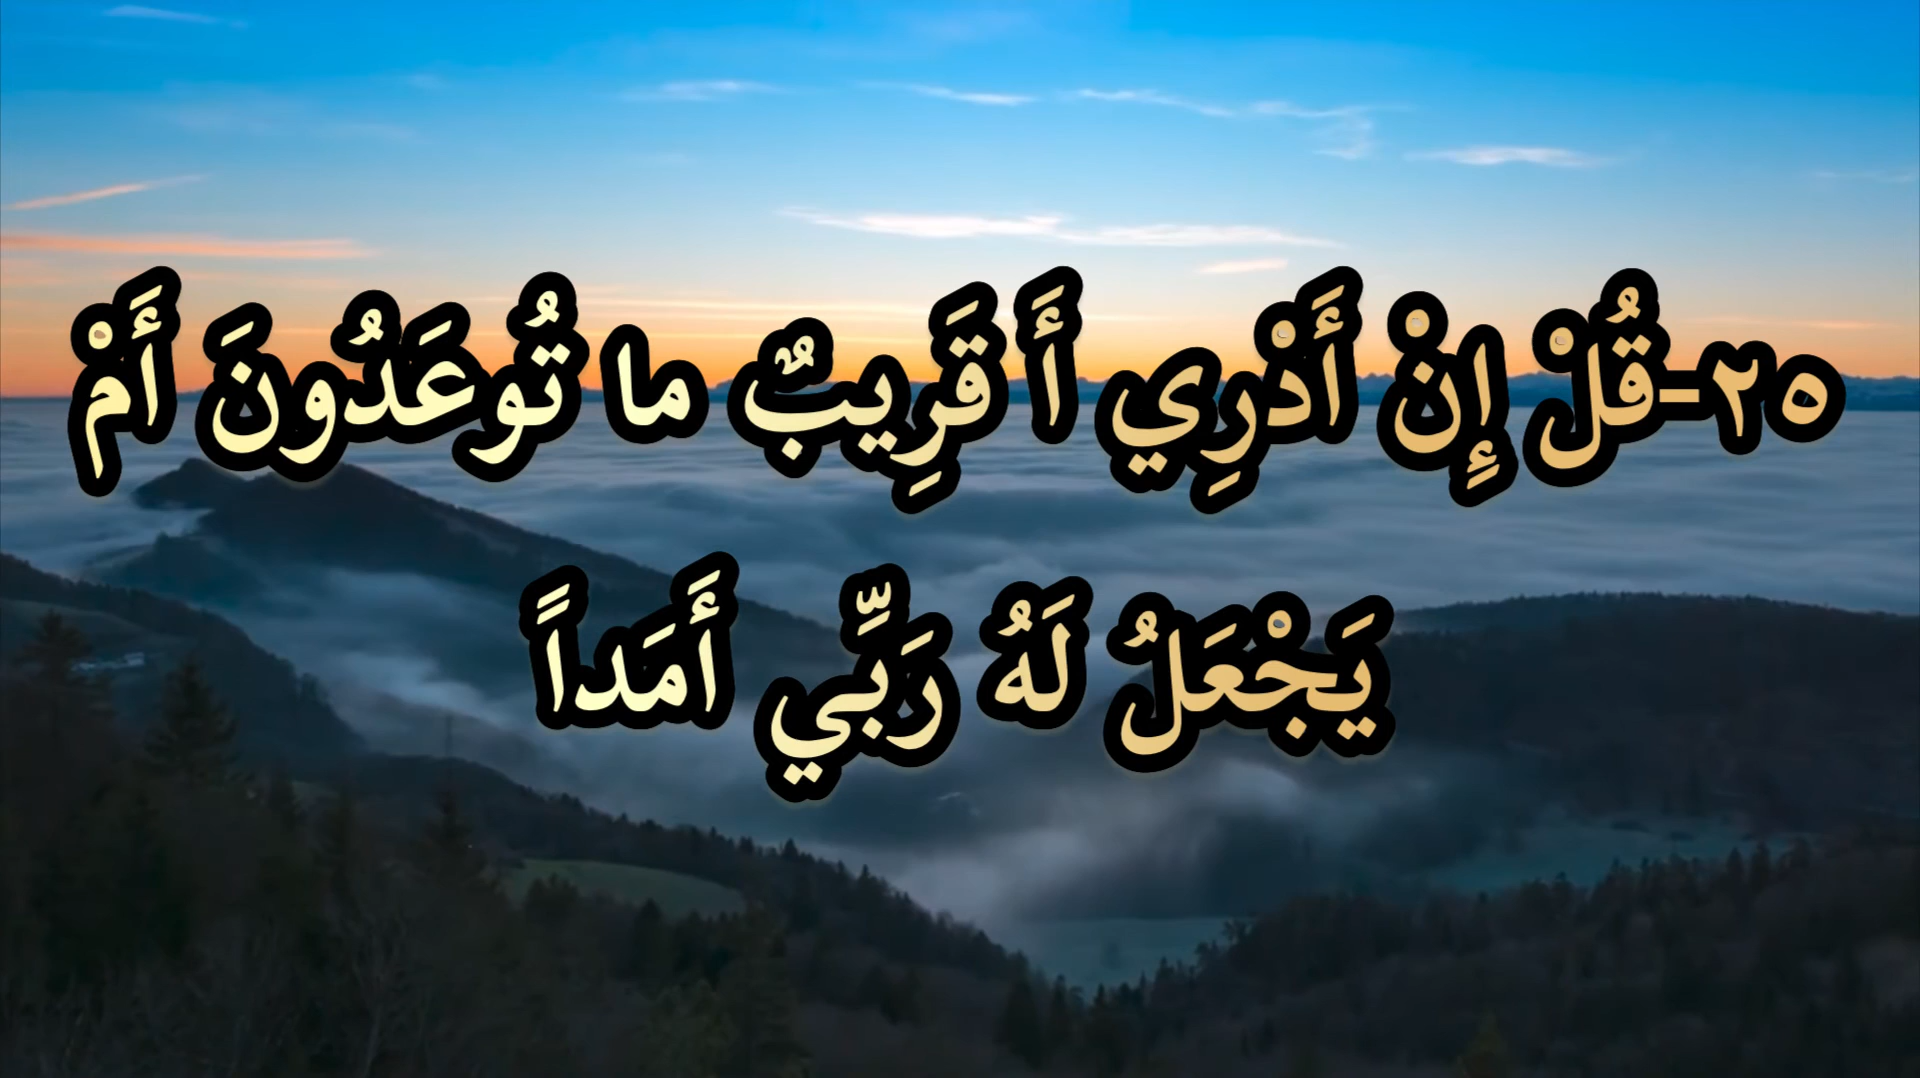 ٢٥-قُلْ إِنْ أَدْرِي أَ قَرِيبٌ ما تُوعَدُونَ أَمْ
يَجْعَلُ لَهُ رَبِّي أَمَداً